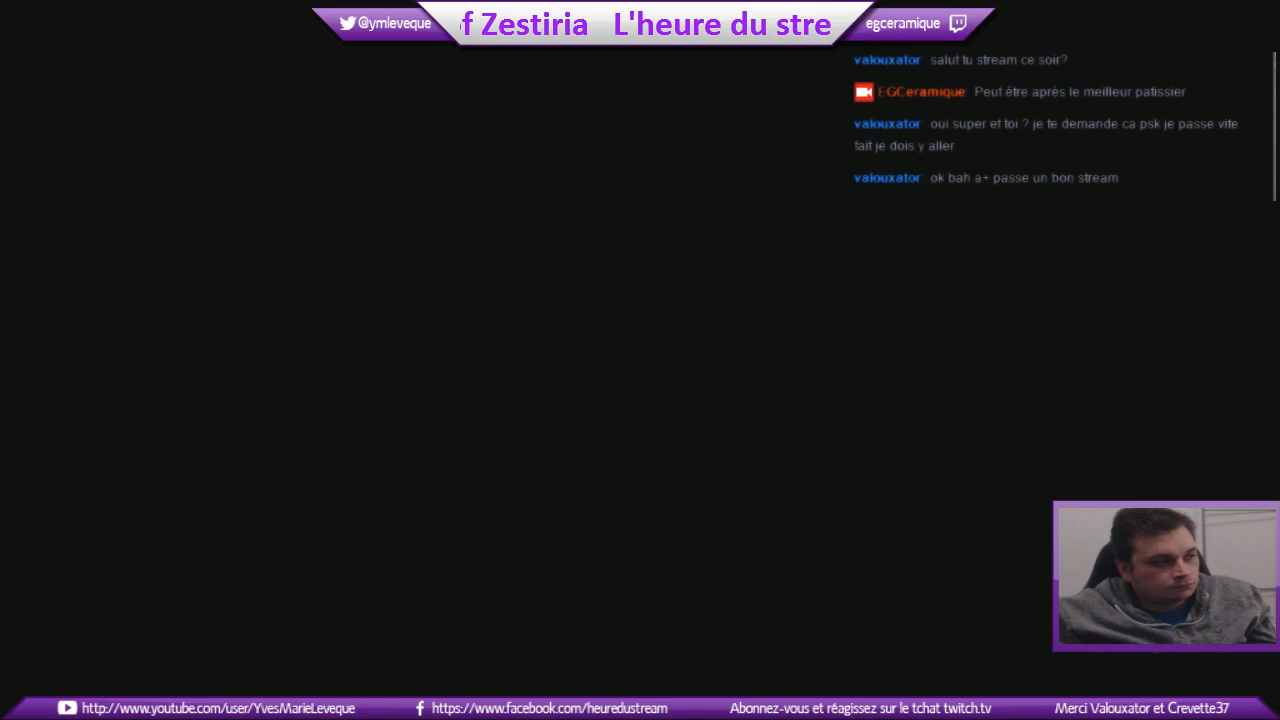 @ymleveque
f Zestiria L'heure du stre
egceramique
valouxator salut tu stream ce soir?
EGCeramique Peut être après le meilleur patissier
valouxator oui super et toi ? je te demande ca psk je passe vite
fait je dois y aller
valouxator ok bah a+ passe un bon stream
http://www.youtube.com/user/YvesMarieLeveque
https://www.facebook.com/heuredustream
Abonnez-vous et réagissez sur le tchat twitch.tv
Merci Valouxator et Crevette37